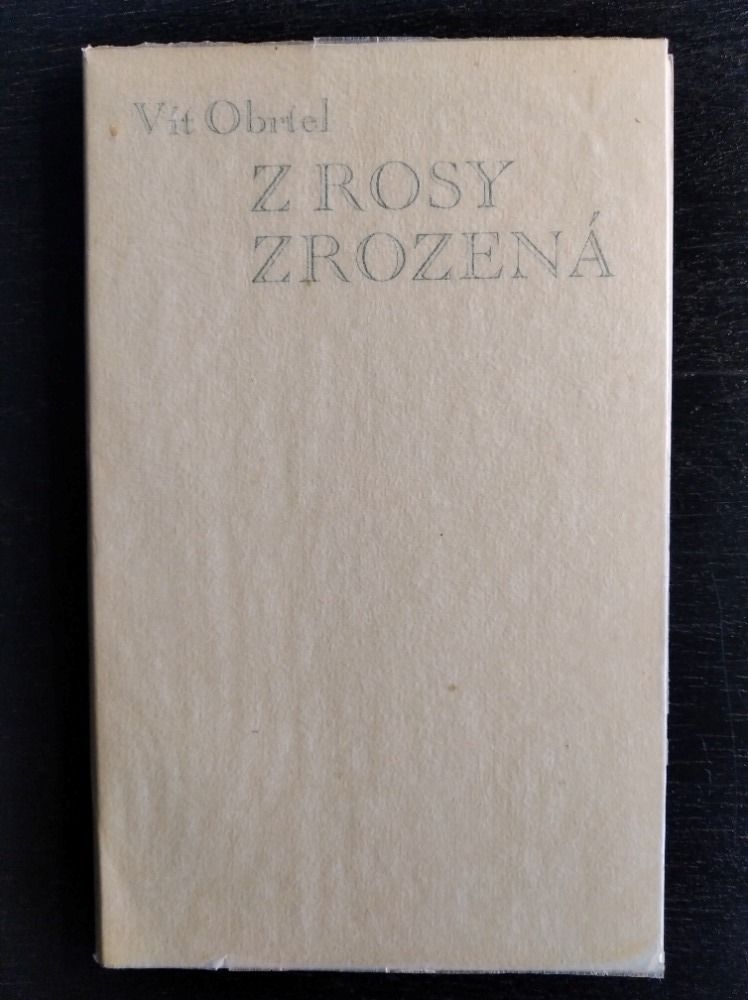 Vít Obrtel
Z ROSY
ZROZENÁ